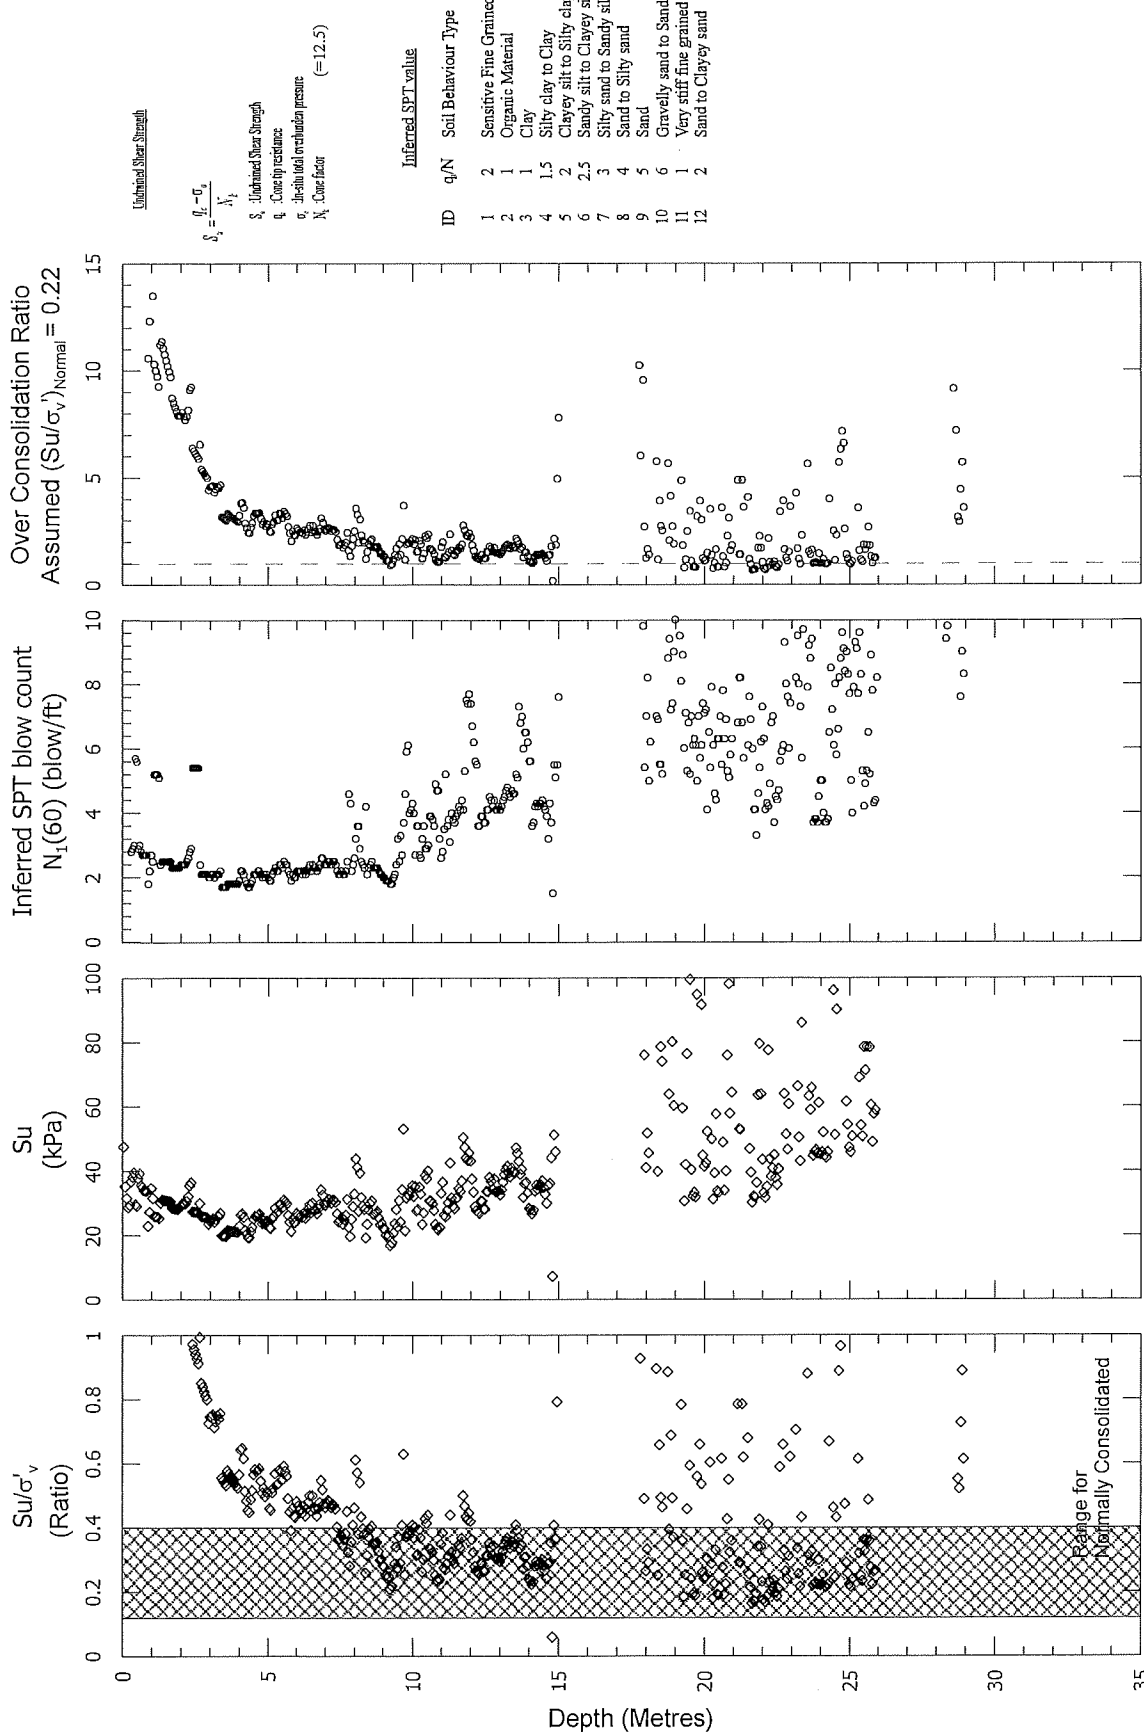 Su/σ'v
(Ratio)
0
0.2
0.4
0.6
0.8
1
Range for
Normally Consolidated
Su
(kPa)
0
20
40
60
80
100
Inferred SPT blow count
N₁(60) (blow/ft)
0
2
4
6
8
10
Over Consolidation Ratio
Assumed (Su/σ'v)Normal = 0.22
0
5
10
15
Depth (Metres)
0
5
10
15
20
25
30
35
Undrained Shear Strength
Sᵤ = (q꜀ − σᵥ) / Nₖ
Sᵤ :Undrained Shear Strength
q꜀ :Cone tip resistance
σᵥ :In-situ total overburden pressure
Nₖ :Cone factor (=12.5)
Inferred SPT value
ID q/N Soil Behaviour Type
1 2 Sensitive Fine Grained
2 1 Organic Material
3 1 Clay
4 1.5 Silty clay to Clay
5 2 Clayey silt to Silty cla
6 2.5 Sandy silt to Clayey si
7 3 Silty sand to Sandy sil
8 4 Sand to Silty sand
9 5 Sand
10 6 Gravelly sand to Sand
11 1 Very stiff fine grained
12 2 Sand to Clayey sand